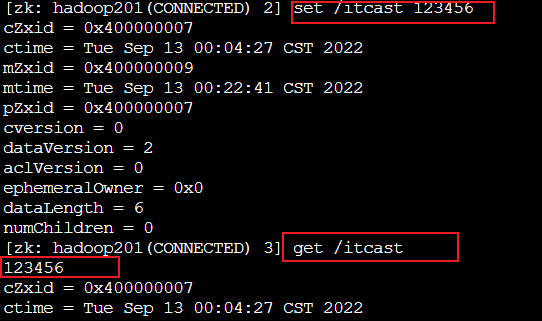 [zk: hadoop201(CONNECTED) 2] set /itcast 123456
cZxid = 0x400000007
ctime = Tue Sep 13 00:04:27 CST 2022
mZxid = 0x400000009
mtime = Tue Sep 13 00:22:41 CST 2022
pZxid = 0x400000007
cversion = 0
dataVersion = 2
aclVersion = 0
ephemeralOwner = 0x0
dataLength = 6
numChildren = 0
[zk: hadoop201(CONNECTED) 3] get /itcast
123456
cZxid = 0x400000007
ctime = Tue Sep 13 00:04:27 CST 2022